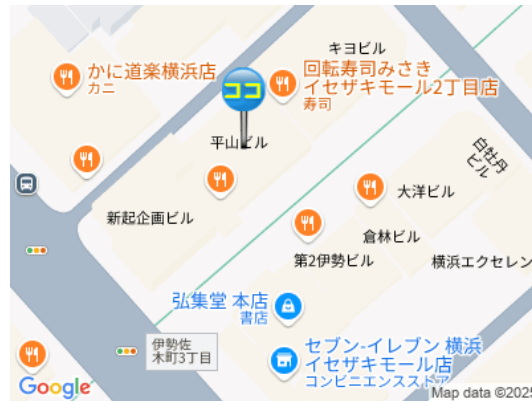 キヨビル
かに道楽横浜店
カニ
回転寿司みさき
イセザキモール2丁目店
寿司
ココ
平山ビル
白牡丹
ビル
大洋ビル
新起企画ビル
倉林ビル
第2伊勢ビル
横浜エクセレン
弘集堂 本店
書店
伊勢佐
木町3丁目
セブン-イレブン 横浜
イセザキモール店
コンビニエンスストア
Google
Map data ©2025